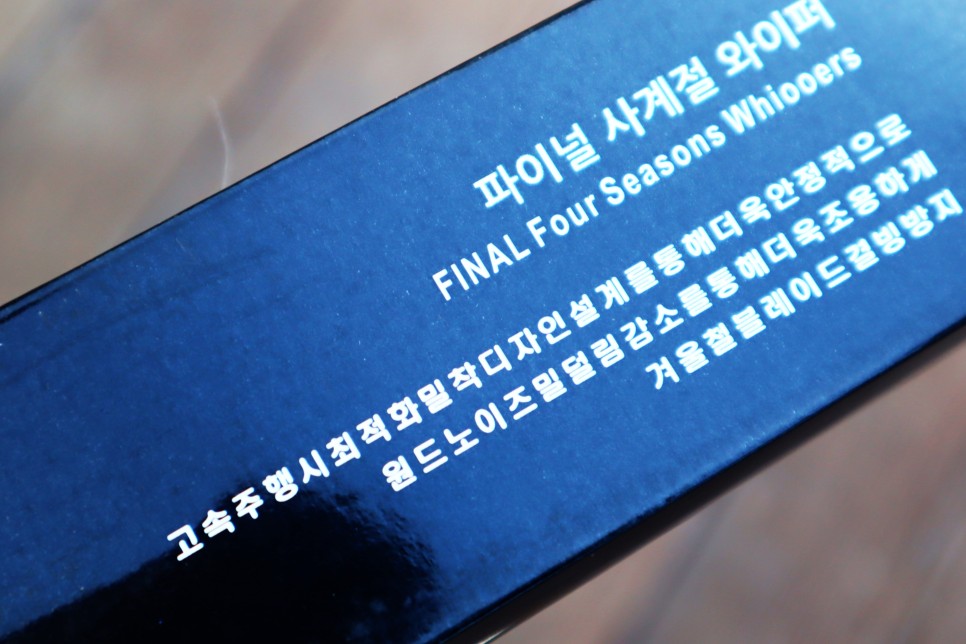 파이널 사계절 와이퍼
FINAL Four Seasons Whiooers
고속주행시최적화밀착디자인설계를통해더욱안정적으로
원드노이즈밀덜림감소를통해더욱조용하게
겨울철블레이드결빙방지